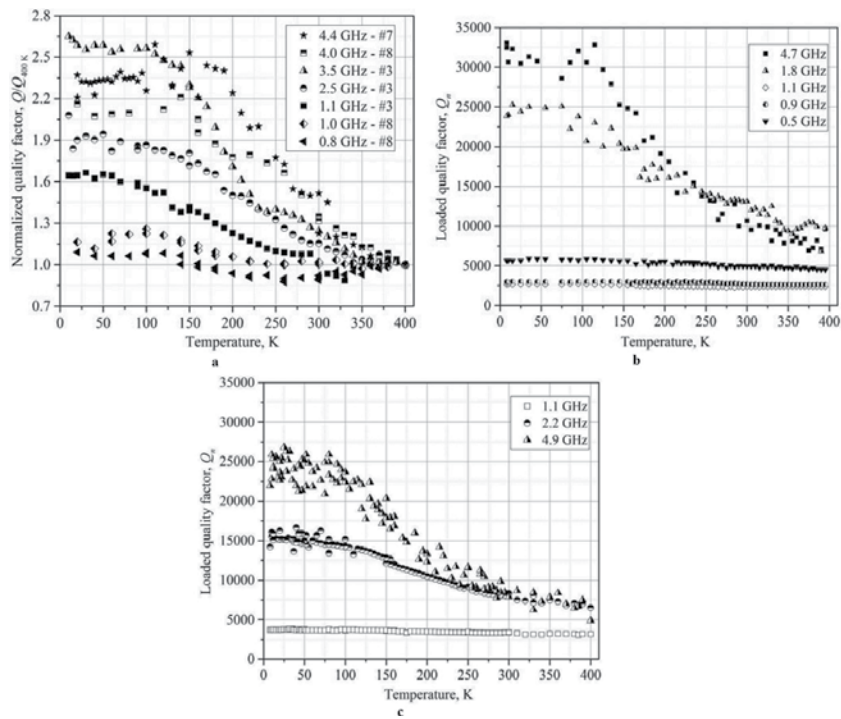 Normalized quality factor, Q/Q400 K
2.8
2.5
2.2
1.9
1.6
1.3
1.0
0.7
4.4 GHz - #7
4.0 GHz - #8
3.5 GHz - #3
2.5 GHz - #3
1.1 GHz - #3
1.0 GHz - #8
0.8 GHz - #8
0 50 100 150 200 250 300 350 400
Temperature, K
a
Loaded quality factor, Qn
35000
30000
25000
20000
15000
10000
5000
0
4.7 GHz
1.8 GHz
1.1 GHz
0.9 GHz
0.5 GHz
0 50 100 150 200 250 300 350 400
Temperature, K
b
Loaded quality factor, Qn
35000
30000
25000
20000
15000
10000
5000
0
1.1 GHz
2.2 GHz
4.9 GHz
0 50 100 150 200 250 300 350 400
Temperature, K
c